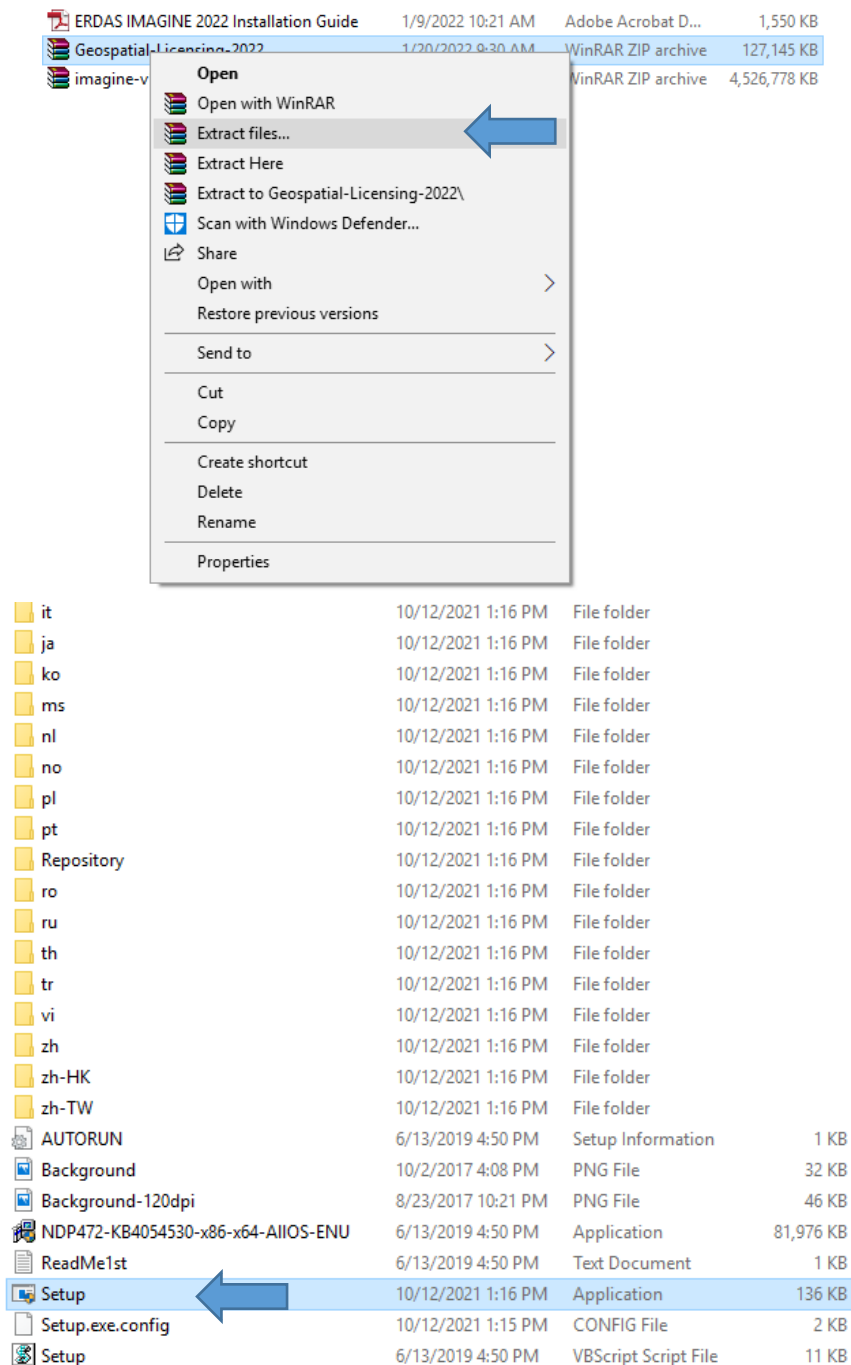 ERDAS IMAGINE 2022 Installation Guide 1/9/2022 10:21 AM Adobe Acrobat D... 1,550 KB
Geospatial-Licensing-2022 1/20/2022 9:30 AM WinRAR ZIP archive 127,145 KB
imagine-v WinRAR ZIP archive 4,526,778 KB
Open
Open with WinRAR
Extract files...
Extract Here
Extract to Geospatial-Licensing-2022\
Scan with Windows Defender...
Share
Open with
Restore previous versions
Send to
Cut
Copy
Create shortcut
Delete
Rename
Properties
it 10/12/2021 1:16 PM File folder
ja 10/12/2021 1:16 PM File folder
ko 10/12/2021 1:16 PM File folder
ms 10/12/2021 1:16 PM File folder
nl 10/12/2021 1:16 PM File folder
no 10/12/2021 1:16 PM File folder
pl 10/12/2021 1:16 PM File folder
pt 10/12/2021 1:16 PM File folder
Repository 10/12/2021 1:16 PM File folder
ro 10/12/2021 1:16 PM File folder
ru 10/12/2021 1:16 PM File folder
th 10/12/2021 1:16 PM File folder
tr 10/12/2021 1:16 PM File folder
vi 10/12/2021 1:16 PM File folder
zh 10/12/2021 1:16 PM File folder
zh-HK 10/12/2021 1:16 PM File folder
zh-TW 10/12/2021 1:16 PM File folder
AUTORUN 6/13/2019 4:50 PM Setup Information 1 KB
Background 10/2/2017 4:08 PM PNG File 32 KB
Background-120dpi 8/23/2017 10:21 PM PNG File 46 KB
NDP472-KB4054530-x86-x64-AllOS-ENU 6/13/2019 4:50 PM Application 81,976 KB
ReadMe1st 6/13/2019 4:50 PM Text Document 1 KB
Setup 10/12/2021 1:16 PM Application 136 KB
Setup.exe.config 10/12/2021 1:15 PM CONFIG File 2 KB
Setup 6/13/2019 4:50 PM VBScript Script File 11 KB